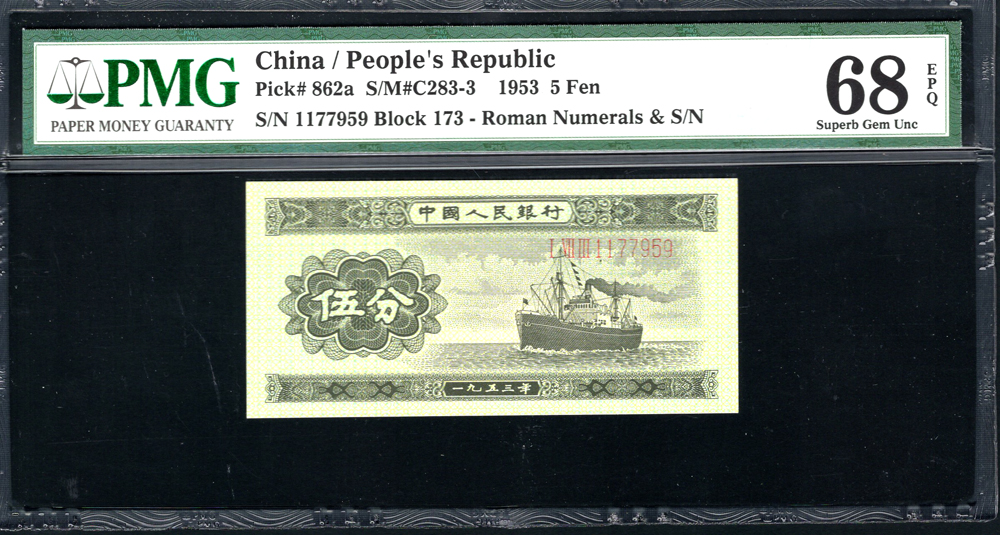 PMG
PAPER MONEY GUARANTY
China / People's Republic
Pick# 862a S/M#C283-3 1953 5 Fen
S/N 1177959 Block 173 - Roman Numerals & S/N
68
EPQ
Superb Gem Unc
中國人民銀行
I VII III 1177959
伍分
一九五三年